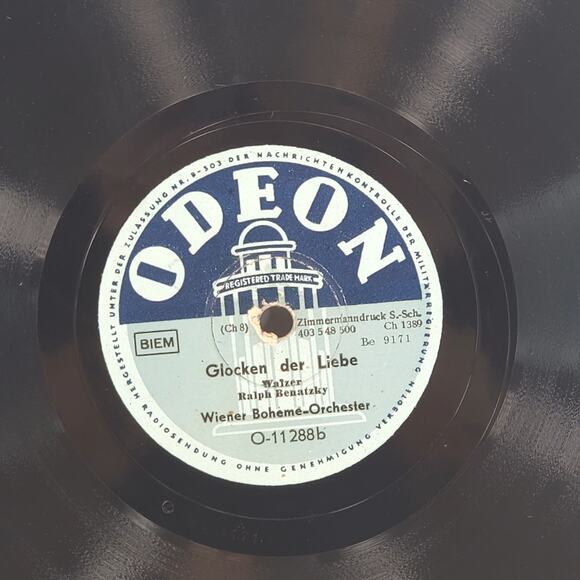 HERGESTELLT UNTER DER ZULASSUNG NR. B-503 DER NACHRICHTENKONTROLLE DER MILITÄRREGIERUNG
ODEON
REGISTERED TRADE MARK
(Ch 8)
Zimmermanndruck S.-Sch.
403 548 500 Ch 1389
BIEM
Be 9171
Glocken der Liebe
Walzer
Ralph Benatzky
Wiener Bohème-Orchester
O-11288b
RADIOSENDUNG OHNE GENEHMIGUNG VERBOTEN